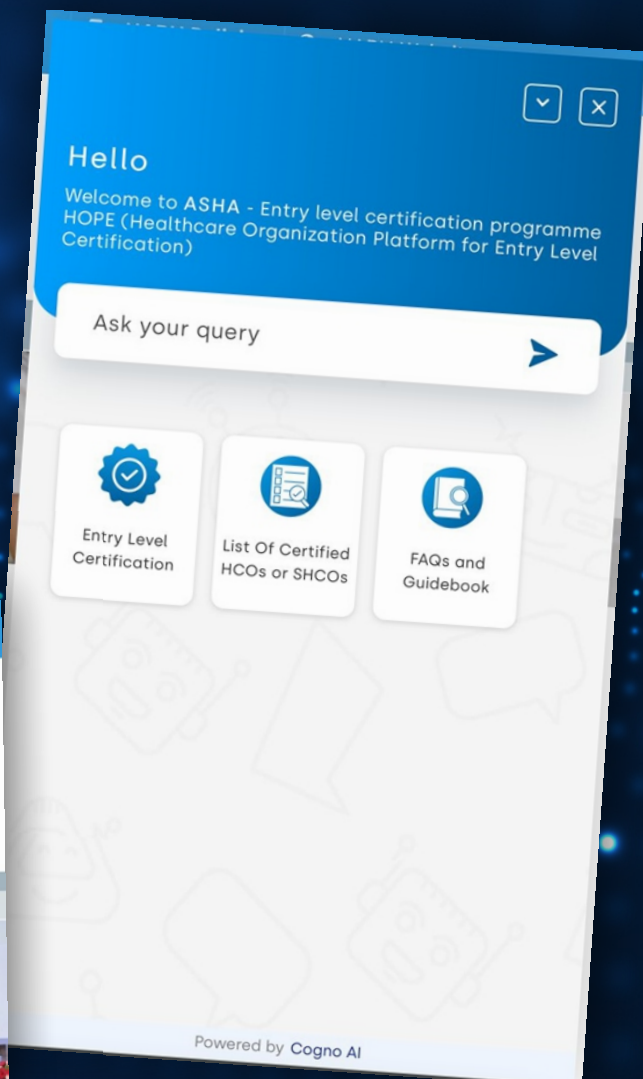 Hello
Welcome to ASHA - Entry level certification programme
HOPE (Healthcare Organization Platform for Entry Level
Certification)
Ask your query
Entry Level
Certification
List Of Certified
HCOs or SHCOs
FAQs and
Guidebook
Powered by Cogno AI